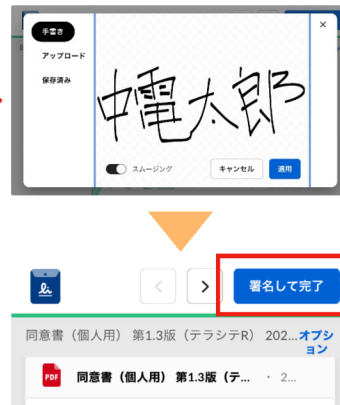 手書き
アップロード
保存済み
中電太郎
スムージング
キャンセル
適用
署名して完了
同意書（個人用） 第1.3版（テラシテR） 202...オプシ
ョン
PDF
同意書（個人用） 第1.3版（テ... ・ 2...